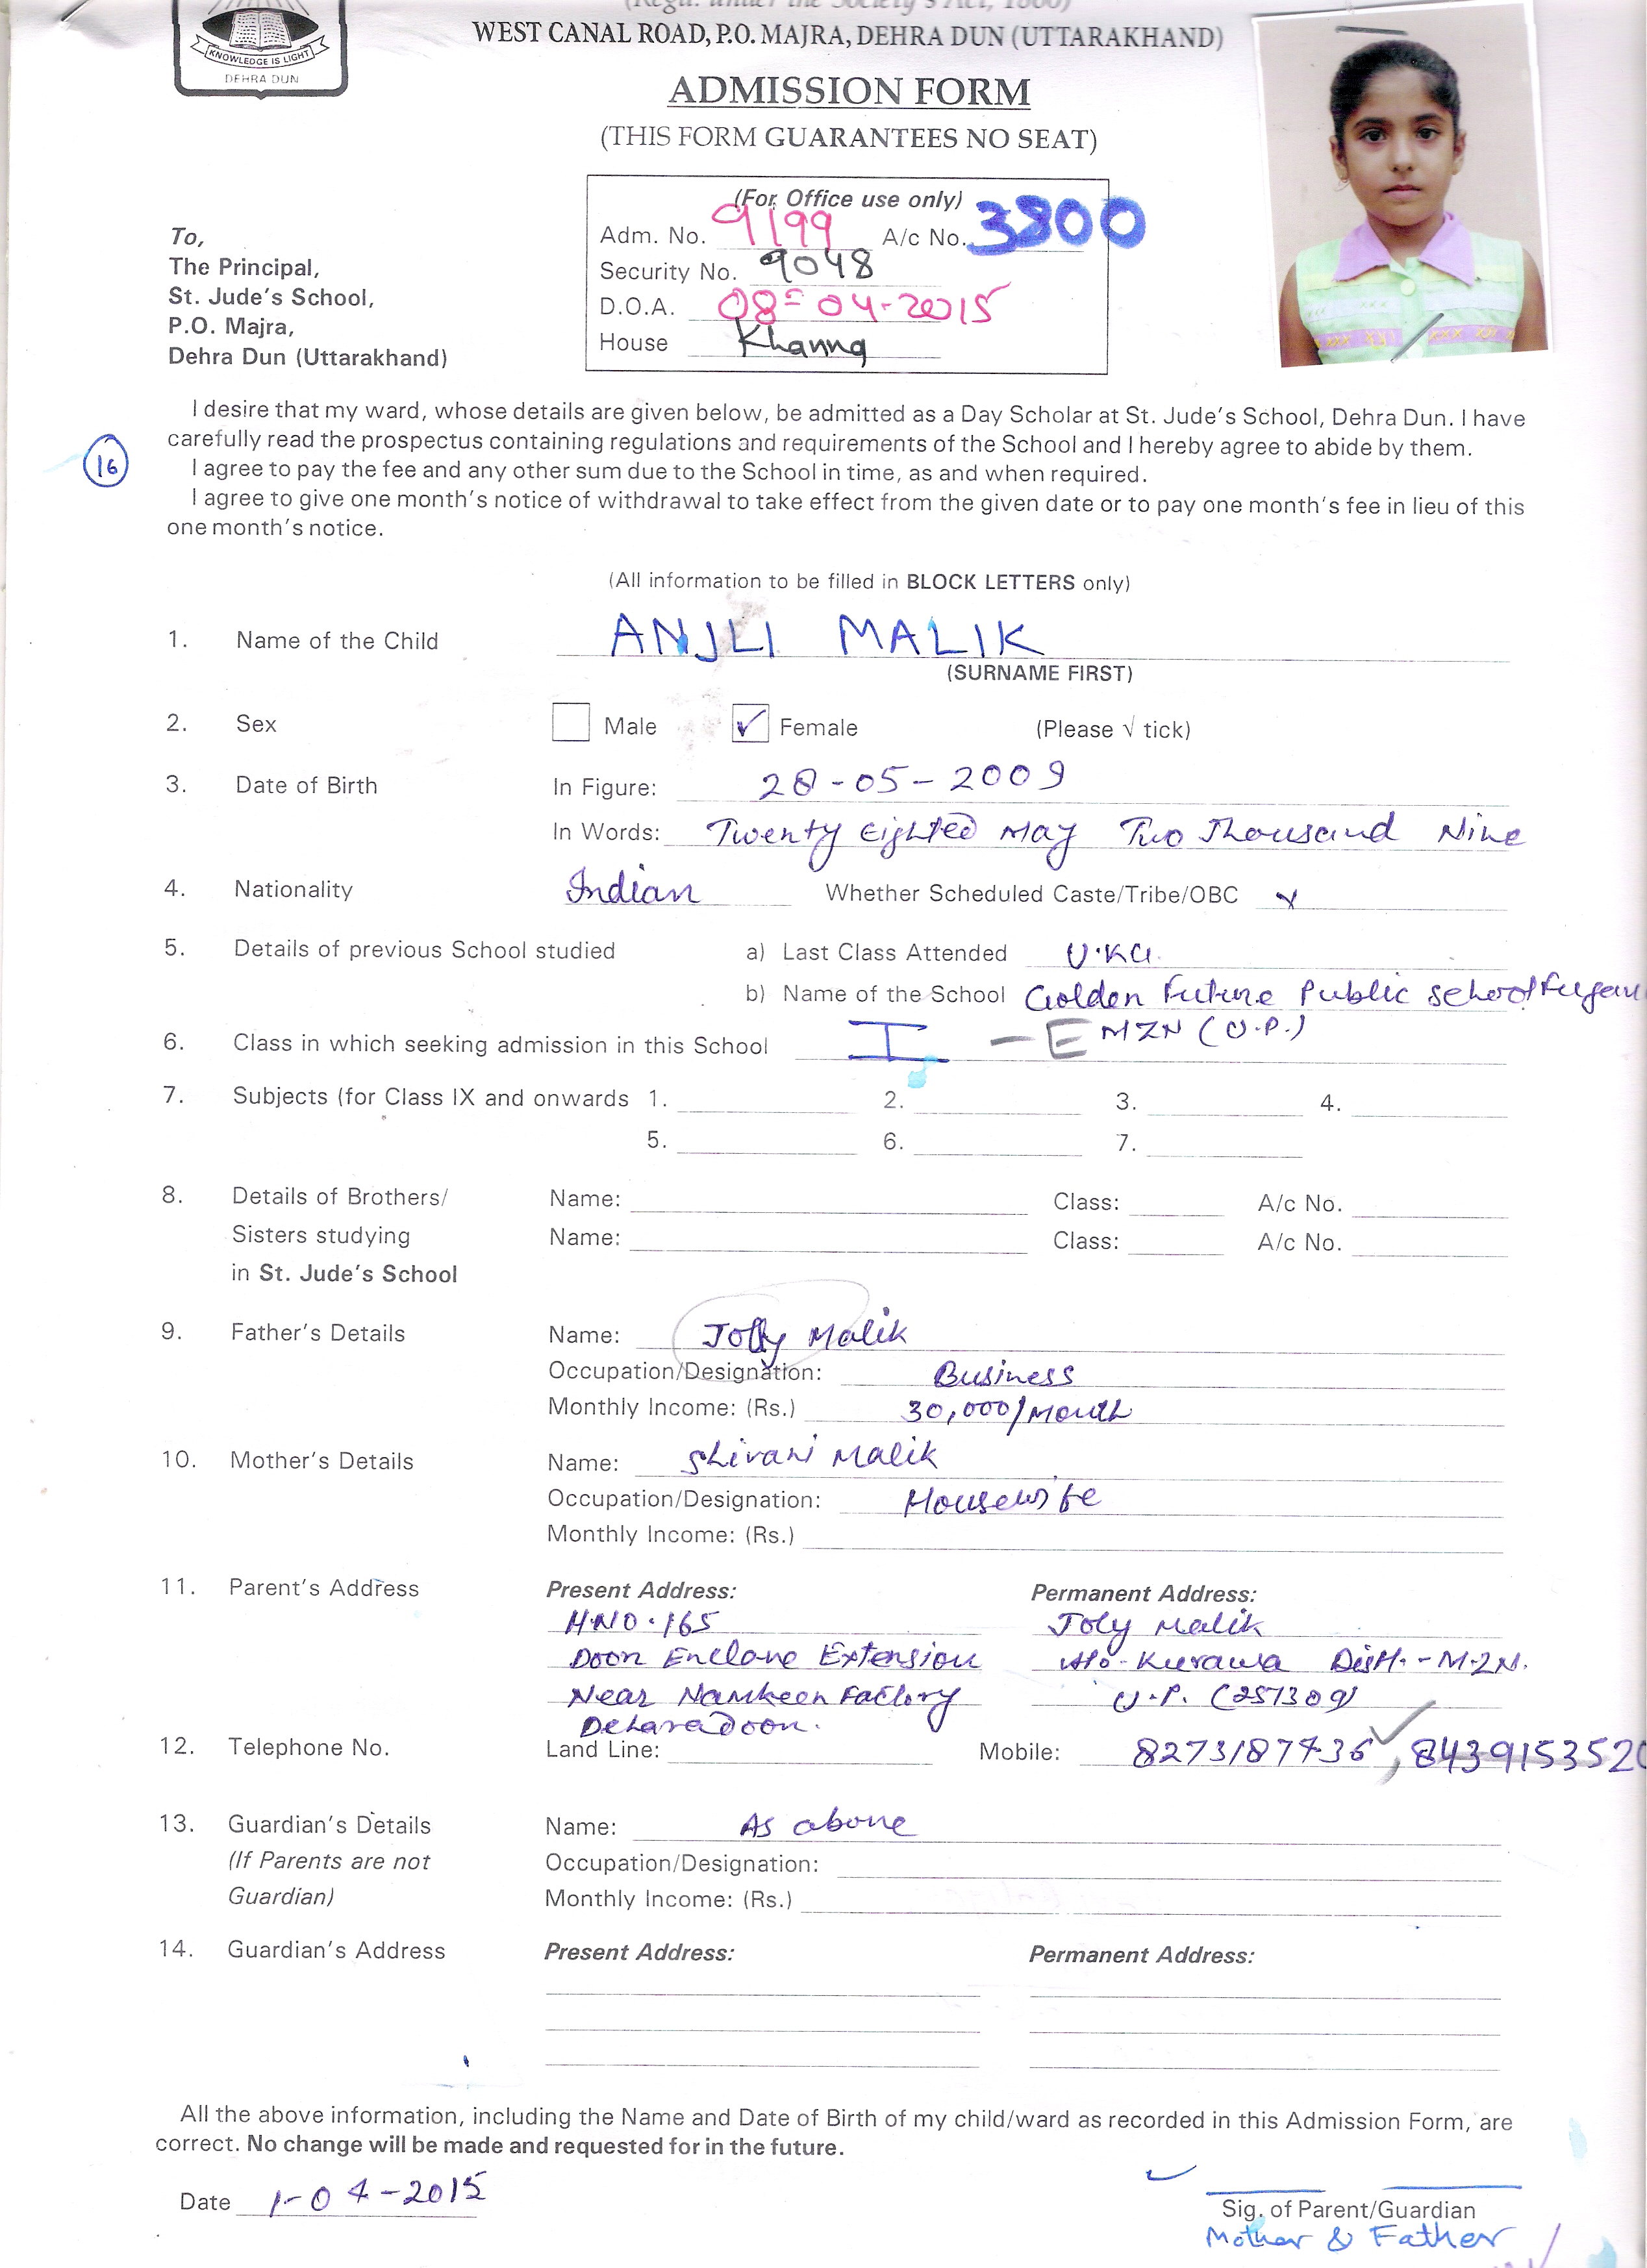 (Regd. under the Society's Act, 1860)
WEST CANAL ROAD, P.O. MAJRA, DEHRA DUN (UTTARAKHAND)
KNOWLEDGE IS LIGHT
DEHRA DUN
ADMISSION FORM
(THIS FORM GUARANTEES NO SEAT)
(For Office use only)
Adm. No. 9199 A/c No. 3800
Security No. 9048
D.O.A. 08-04-2015
House Khanna
To,
The Principal,
St. Jude's School,
P.O. Majra,
Dehra Dun (Uttarakhand)
I desire that my ward, whose details are given below, be admitted as a Day Scholar at St. Jude's School, Dehra Dun. I have
carefully read the prospectus containing regulations and requirements of the School and I hereby agree to abide by them.
16
I agree to pay the fee and any other sum due to the School in time, as and when required.
I agree to give one month's notice of withdrawal to take effect from the given date or to pay one month's fee in lieu of this
one month's notice.
(All information to be filled in BLOCK LETTERS only)
1. Name of the Child ANJLI MALIK
(SURNAME FIRST)
2. Sex Male ✓ Female (Please √ tick)
3. Date of Birth In Figure: 28-05-2009
In Words: Twenty Eighted May Two Thousand Nine
4. Nationality Indian Whether Scheduled Caste/Tribe/OBC x
5. Details of previous School studied a) Last Class Attended U.KG.
b) Name of the School Golden Future Public School
6. Class in which seeking admission in this School I - E MZN (U.P.)
7. Subjects (for Class IX and onwards 1. 2. 3. 4.
5. 6. 7.
8. Details of Brothers/ Name: Class: A/c No.
Sisters studying Name: Class: A/c No.
in St. Jude's School
9. Father's Details Name: Jolly Malik
Occupation/Designation: Business
Monthly Income: (Rs.) 30,000/Month
10. Mother's Details Name: Shivani Malik
Occupation/Designation: Housewife
Monthly Income: (Rs.)
11. Parent's Address Present Address: Permanent Address:
H.NO.165 Joly Malik
Doon Enclave Extension Kurawa Distt.-M.Z.N.
Near Namkeen Factory U.P. (251309)
Deharadoon.
12. Telephone No. Land Line: Mobile: 8273187436, 8439153520
13. Guardian's Details Name: As above
(If Parents are not Occupation/Designation:
Guardian) Monthly Income: (Rs.)
14. Guardian's Address Present Address: Permanent Address:
All the above information, including the Name and Date of Birth of my child/ward as recorded in this Admission Form, are
correct. No change will be made and requested for in the future.
Date 1-04-2015
Sig. of Parent/Guardian
Mother & Father